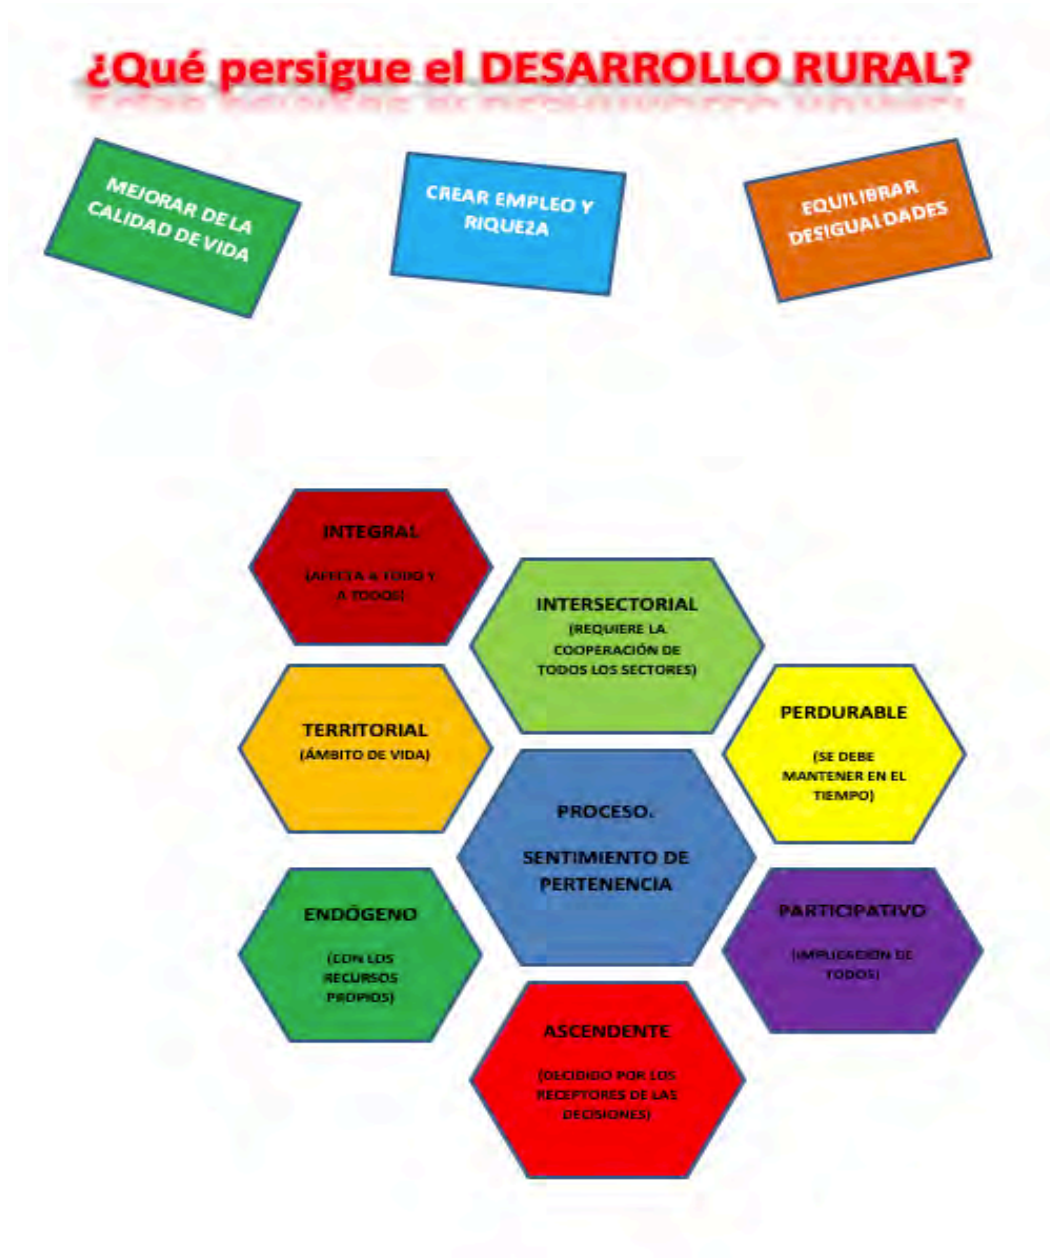 ¿Qué persigue el DESARROLLO RURAL?
MEJORAR DE LA
CALIDAD DE VIDA
CREAR EMPLEO Y
RIQUEZA
EQUILIBRAR
DESIGUALDADES
INTEGRAL
(AFECTA A TODO Y
A TODOS)
INTERSECTORIAL
(REQUIERE LA
COOPERACIÓN DE
TODOS LOS SECTORES)
TERRITORIAL
(ÁMBITO DE VIDA)
PERDURABLE
(SE DEBE
MANTENER EN EL
TIEMPO)
PROCESO.
SENTIMIENTO DE
PERTENENCIA
ENDÓGENO
(CON LOS
RECURSOS
PROPIOS)
PARTICIPATIVO
(IMPLICACIÓN DE
TODOS)
ASCENDENTE
(DECIDIDO POR LOS
RECEPTORES DE LAS
DECISIONES)